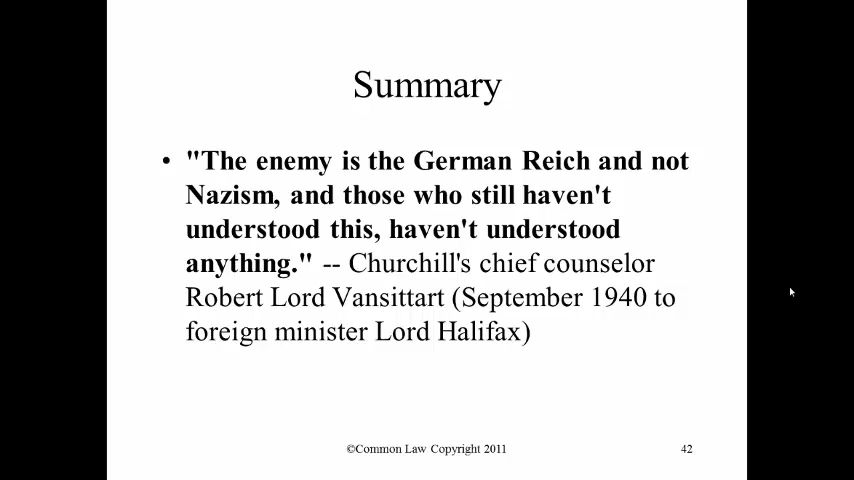 Summary
• "The enemy is the German Reich and not
Nazism, and those who still haven't
understood this, haven't understood
anything." -- Churchill's chief counselor
Robert Lord Vansittart (September 1940 to
foreign minister Lord Halifax)
©Common Law Copyright 2011
42